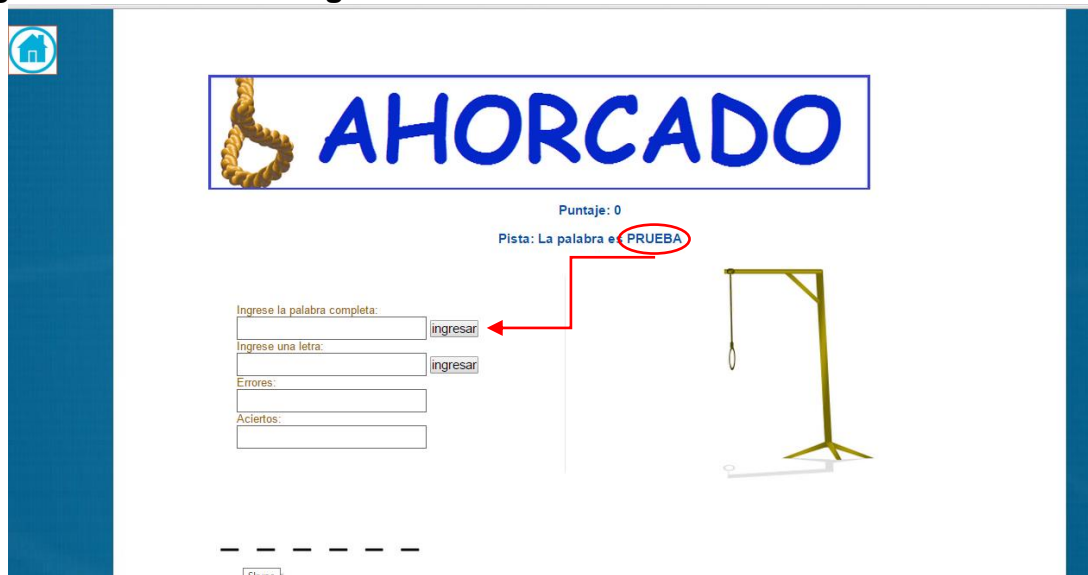 AHORCADO
Puntaje: 0
Pista: La palabra es PRUEBA
Ingrese la palabra completa:
ingresar
Ingrese una letra:
ingresar
Errores:
Aciertos: